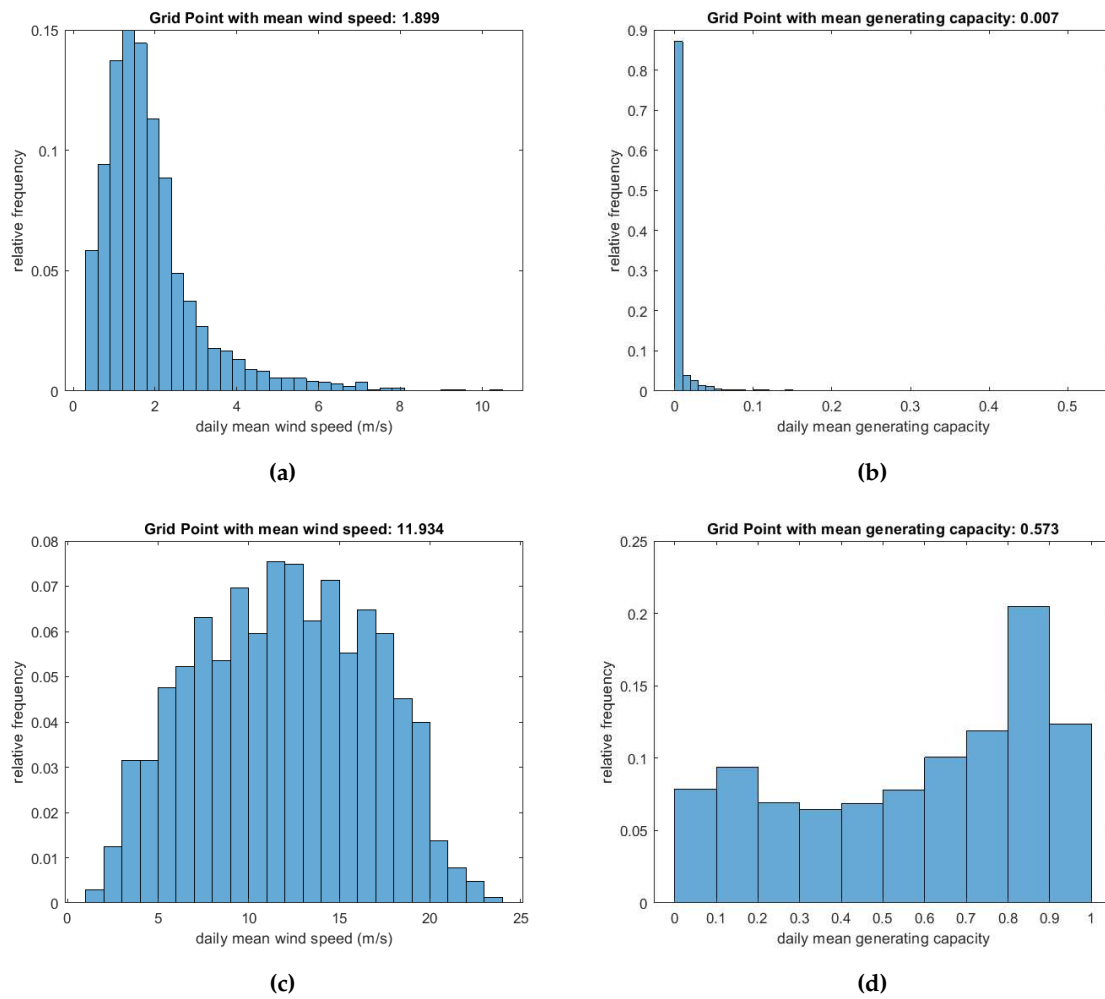 Grid Point with mean wind speed: 1.899
0.15
0.1
0.05
0
relative frequency
0 2 4 6 8 10
daily mean wind speed (m/s)
(a)
Grid Point with mean generating capacity: 0.007
0.9
0.8
0.7
0.6
0.5
0.4
0.3
0.2
0.1
0
relative frequency
0 0.1 0.2 0.3 0.4 0.5
daily mean generating capacity
(b)
Grid Point with mean wind speed: 11.934
0.08
0.07
0.06
0.05
0.04
0.03
0.02
0.01
0
relative frequency
0 5 10 15 20 25
daily mean wind speed (m/s)
(c)
Grid Point with mean generating capacity: 0.573
0.25
0.2
0.15
0.1
0.05
0
relative frequency
0 0.1 0.2 0.3 0.4 0.5 0.6 0.7 0.8 0.9 1
daily mean generating capacity
(d)